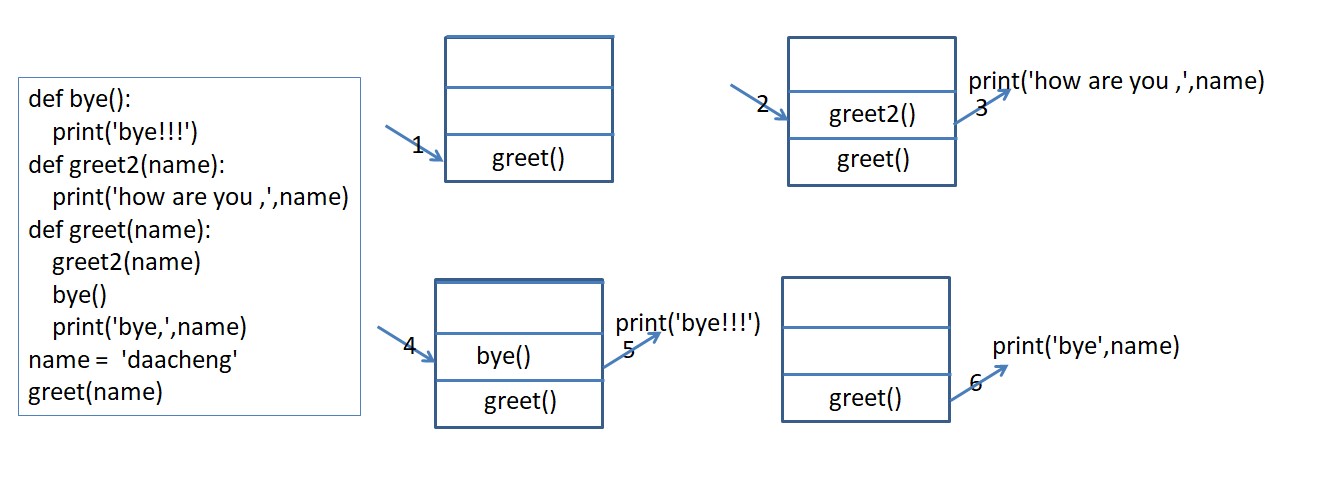 def bye():
    print('bye!!!')
def greet2(name):
    print('how are you ,',name)
def greet(name):
    greet2(name)
    bye()
    print('bye,',name)
name =  'daacheng'
greet(name)
1
greet()
2
greet2()
greet()
3
print('how are you ,',name)
4
bye()
greet()
5
print('bye!!!')
greet()
6
print('bye',name)